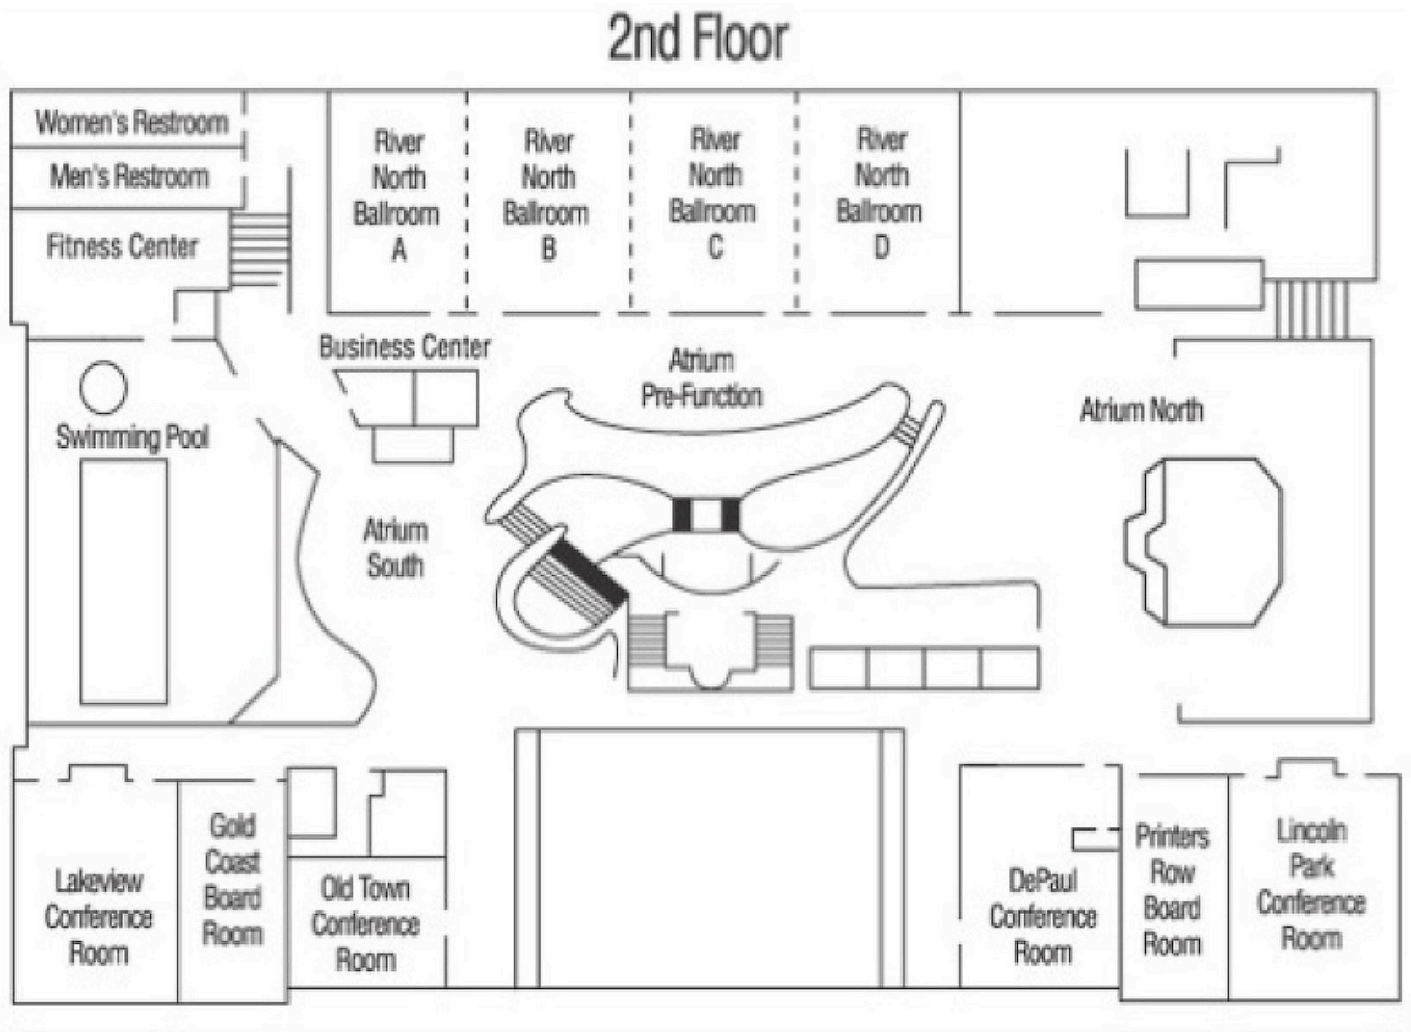 2nd Floor
Women's Restroom
Men's Restroom
Fitness Center
River
North
Ballroom
A
River
North
Ballroom
B
River
North
Ballroom
C
River
North
Ballroom
D
Business Center
Atrium
Pre-Function
Atrium North
Swimming Pool
Atrium
South
Lakeview
Conference
Room
Gold
Coast
Board
Room
Old Town
Conference
Room
DePaul
Conference
Room
Printers
Row
Board
Room
Lincoln
Park
Conference
Room